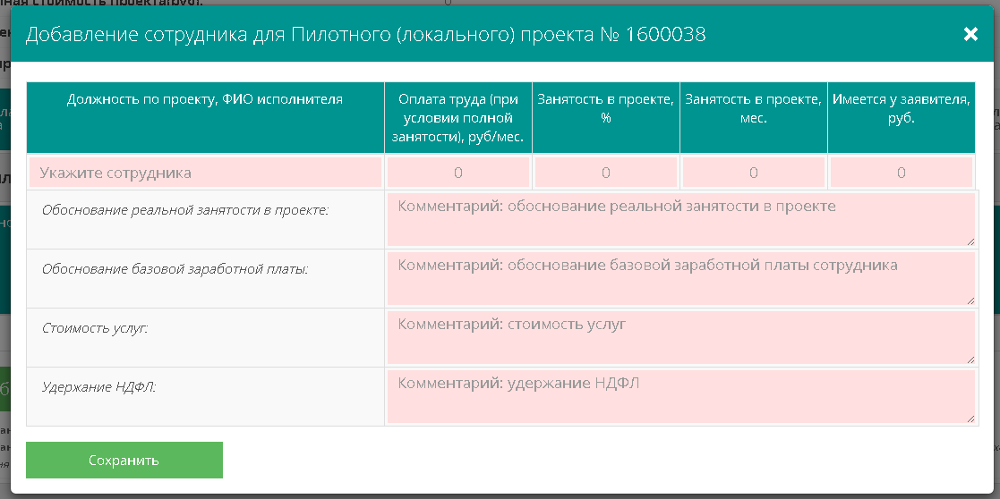 Добавление сотрудника для Пилотного (локального) проекта № 1600038
Должность по проекту, ФИО исполнителя
Оплата труда (при
условии полной
занятости), руб/мес.
Занятость в проекте,
%
Занятость в проекте,
мес.
Имеется у заявителя,
руб.
Укажите сотрудника
0
0
0
0
Обоснование реальной занятости в проекте:
Комментарий: обоснование реальной занятости в проекте
Обоснование базовой заработной платы:
Комментарий: обоснование базовой заработной платы сотрудника
Стоимость услуг:
Комментарий: стоимость услуг
Удержание НДФЛ:
Комментарий: удержание НДФЛ
Сохранить